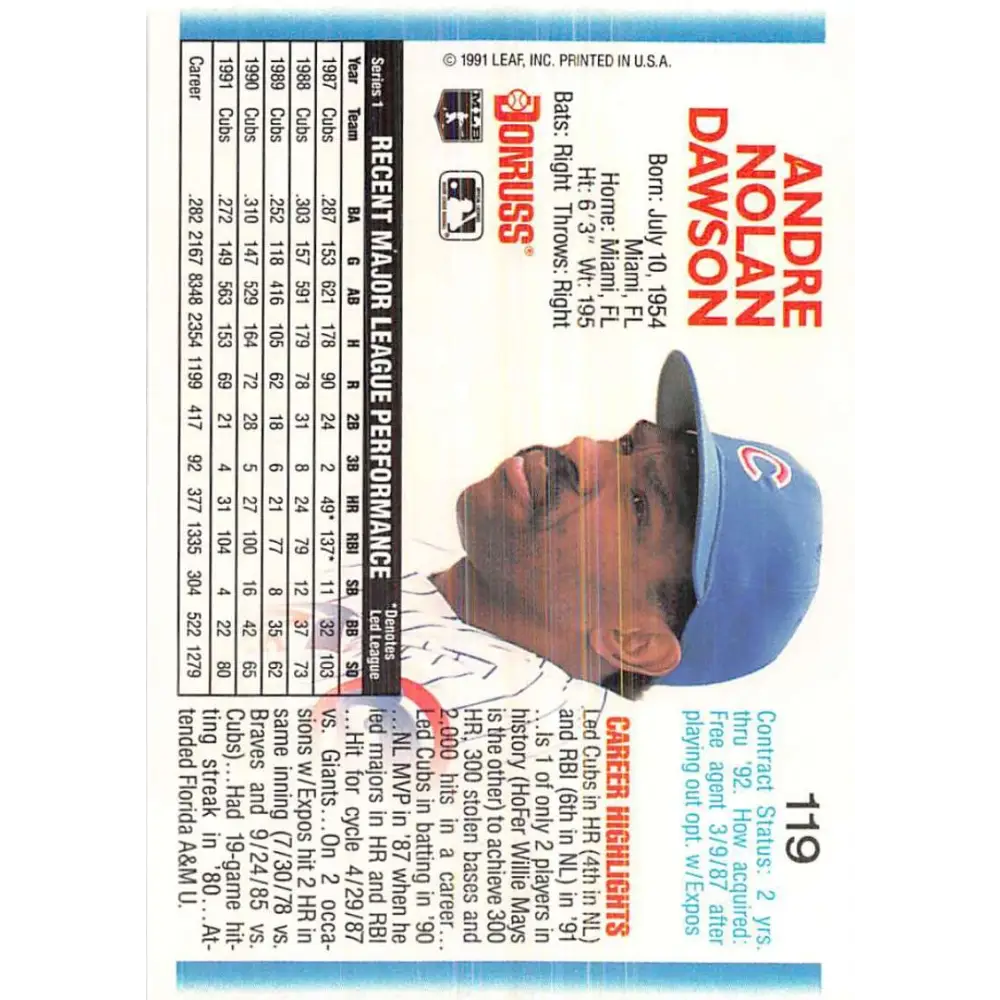 119
ANDRE
NOLAN
DAWSON
Born: July 10, 1954
Miami, FL
Home: Miami, FL
Ht: 6'3" Wt: 195
Bats: Right Throws: Right
DONRUSS®
MLB
© 1991 LEAF, INC. PRINTED IN U.S.A.
Contract Status: 2 yrs.
thru '92. How acquired:
Free agent 3/9/87 after
playing out opt. w/Expos
CAREER HIGHLIGHTS
Led Cubs in HR (4th in NL)
and RBI (6th in NL) in '91
...Is 1 of only 2 players in
history (HoFer Willie Mays
is the other) to achieve 300
HR, 300 stolen bases and
2,000 hits in a career...
Led Cubs in batting in '90
...NL MVP in '87 when he
led majors in HR and RBI
...Hit for cycle 4/29/87
vs. Giants...On 2 occa-
sions w/Expos hit 2 HR in
same inning (7/30/78 vs.
Braves and 9/24/85 vs.
Cubs)...Had 19-game hit-
ting streak in '80...At-
tended Florida A&M U.
Series 1 RECENT MAJOR LEAGUE PERFORMANCE *Denotes
Led League
Year Team BA G AB H R 2B 3B HR RBI SB BB SO
1987 Cubs .287 153 621 178 90 24 2 49* 137* 11 32 103
1988 Cubs .303 157 591 179 78 31 8 24 79 12 37 73
1989 Cubs .252 118 416 105 62 18 6 21 77 8 35 62
1990 Cubs .310 147 529 164 72 28 5 27 100 16 42 65
1991 Cubs .272 149 563 153 69 21 4 31 104 4 22 80
Career .282 2167 8348 2354 1199 417 92 377 1335 304 522 1279
C